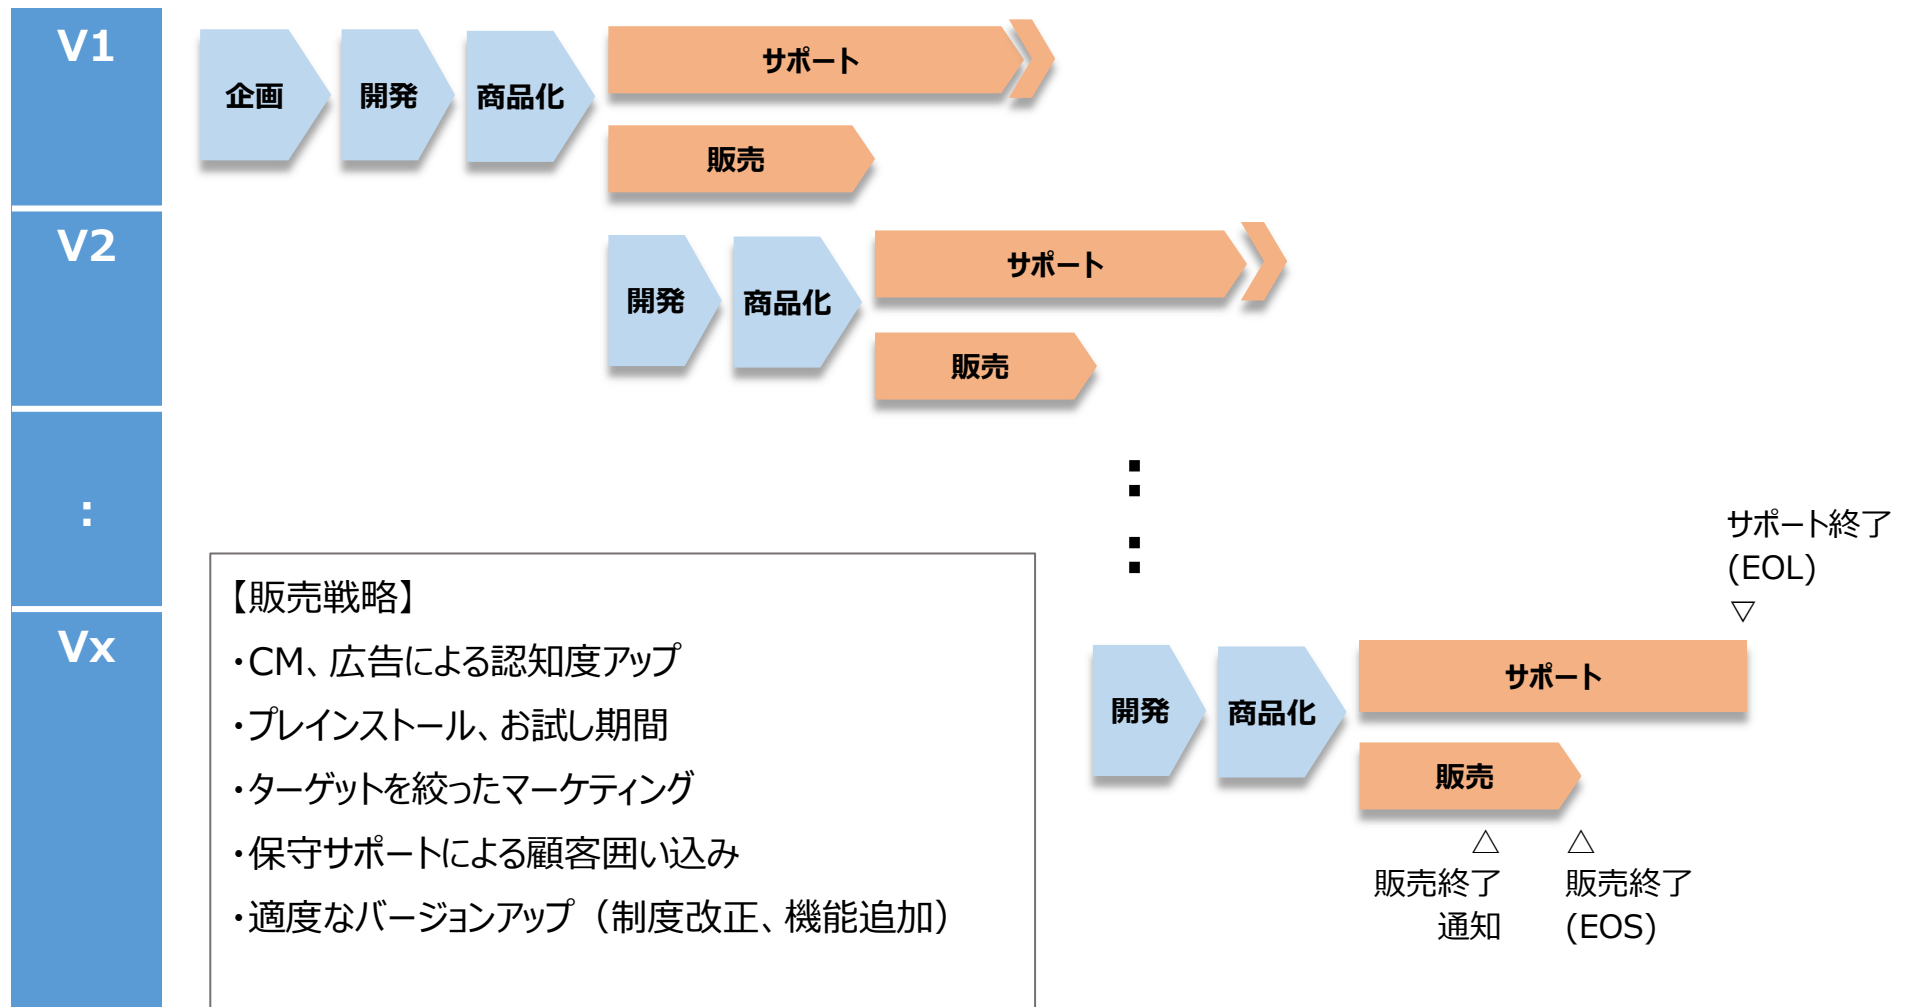 V1
企画
開発
商品化
サポート
販売
V2
開発
商品化
サポート
販売
:
:
:
サポート終了
(EOL)
▽
Vx
開発
商品化
サポート
販売
△
販売終了
通知
△
販売終了
(EOS)
【販売戦略】
・CM、広告による認知度アップ
・プレインストール、お試し期間
・ターゲットを絞ったマーケティング
・保守サポートによる顧客囲い込み
・適度なバージョンアップ（制度改正、機能追加）